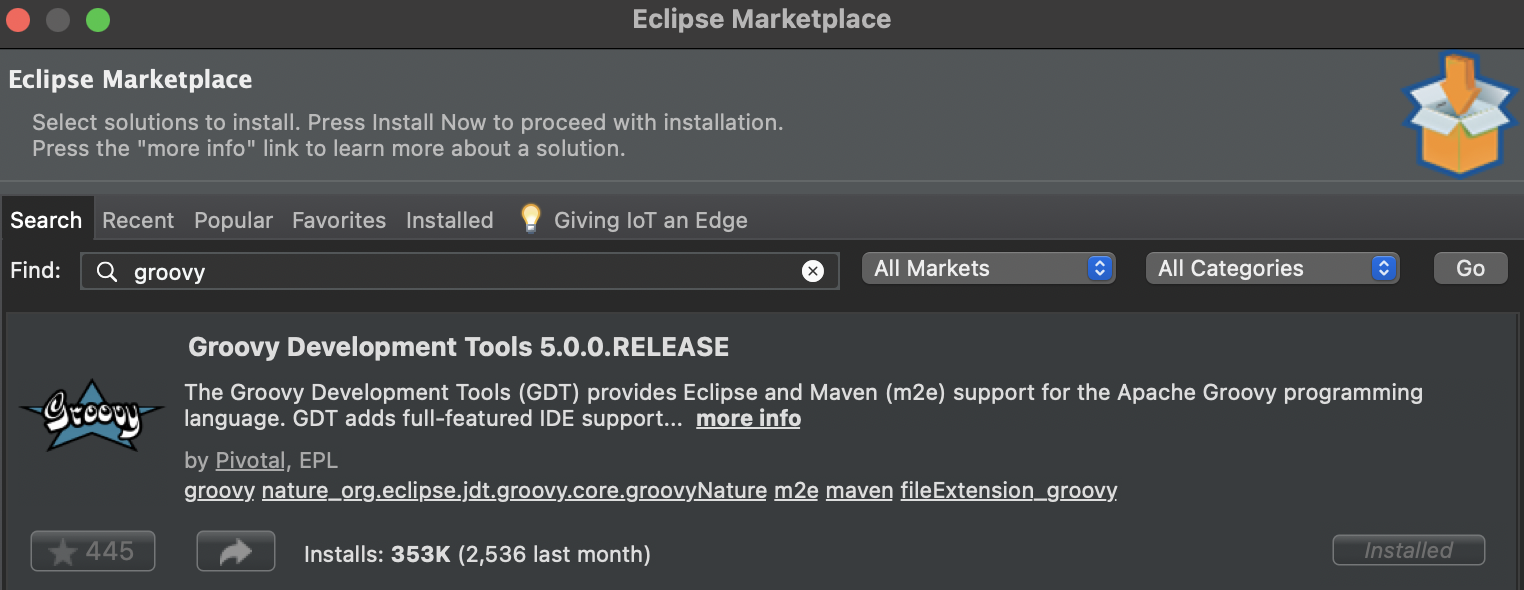 Eclipse Marketplace
Eclipse Marketplace
Select solutions to install. Press Install Now to proceed with installation.
Press the "more info" link to learn more about a solution.
Search Recent Popular Favorites Installed Giving IoT an Edge
Find: groovy All Markets All Categories Go
Groovy Development Tools 5.0.0.RELEASE
Groovy
The Groovy Development Tools (GDT) provides Eclipse and Maven (m2e) support for the Apache Groovy programming
language. GDT adds full-featured IDE support... more info
by Pivotal, EPL
groovy nature_org.eclipse.jdt.groovy.core.groovyNature m2e maven fileExtension_groovy
445 Installs: 353K (2,536 last month) Installed